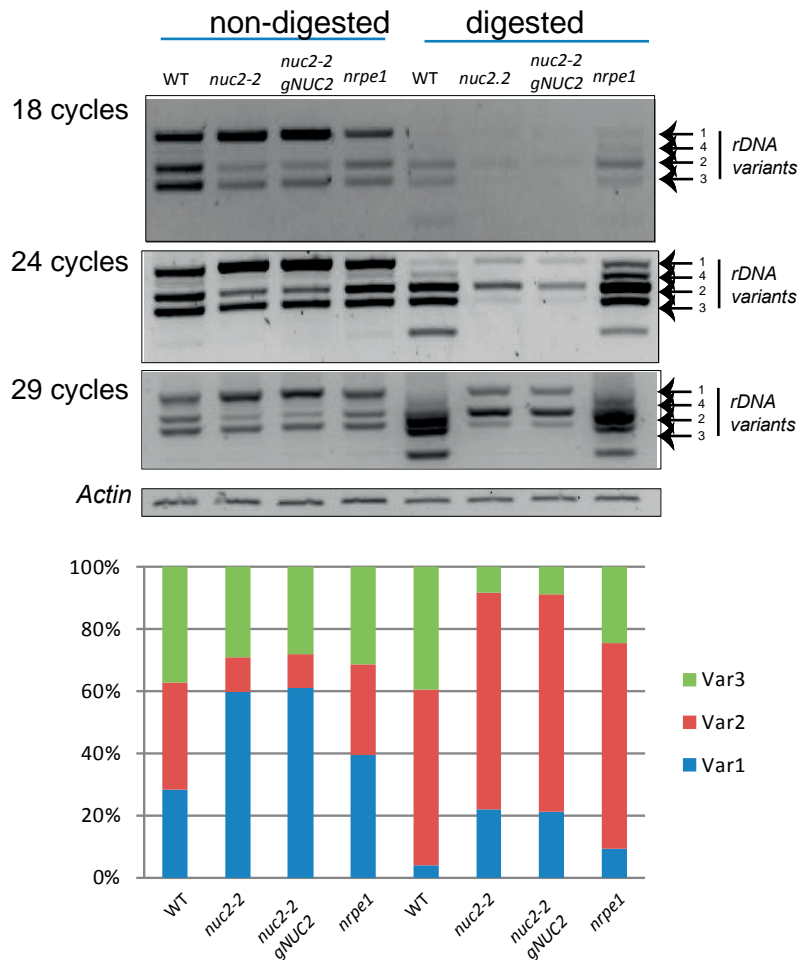 non-digested digested
WT nuc2-2 nuc2-2 gNUC2 nrpe1 WT nuc2.2 nuc2-2 gNUC2 nrpe1
18 cycles
1
4
2
3
rDNA
variants
24 cycles
1
4
2
3
rDNA
variants
29 cycles
1
4
2
3
rDNA
variants
Actin
100%
80%
60%
40%
20%
0%
Var3
Var2
Var1
WT nuc2-2 nuc2-2 gNUC2 nrpe1 WT nuc2-2 nuc2-2 gNUC2 nrpe1